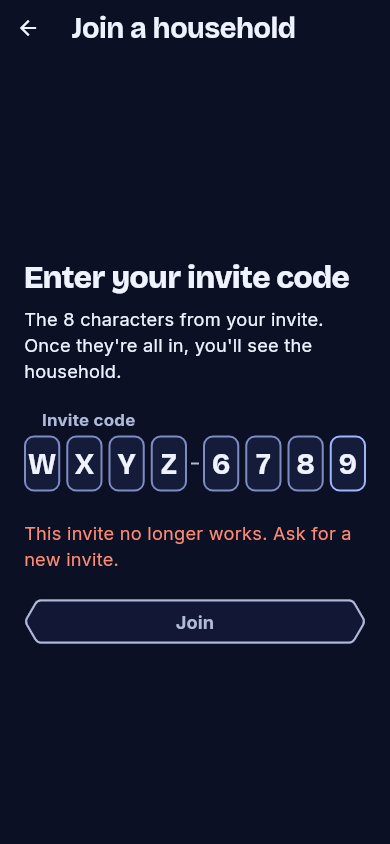 Join a household
Enter your invite code
The 8 characters from your invite.
Once they're all in, you'll see the
household.
Invite code
W X Y Z - 6 7 8 9
This invite no longer works. Ask for a
new invite.
Join